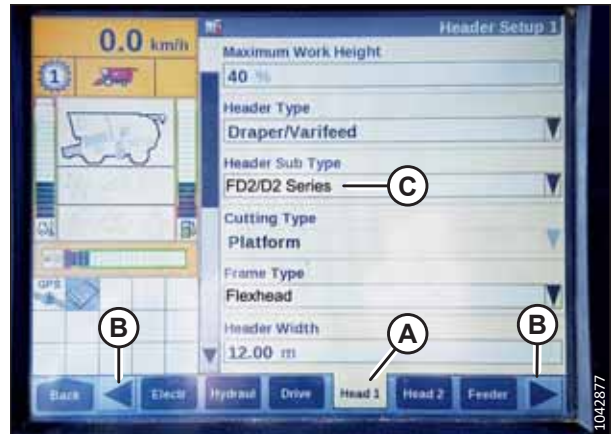 0.0 km/h
Header Setup 1
1
Maximum Work Height
40 %
Header Type
Draper/Varifeed
Header Sub Type
FD2/D2 Series
C
Cutting Type
Platform
Frame Type
Flexhead
GPS
Header Width
12.00 m
B
A
B
Back
Electr
Hydraul
Drive
Head 1
Head 2
Feeder
1042877